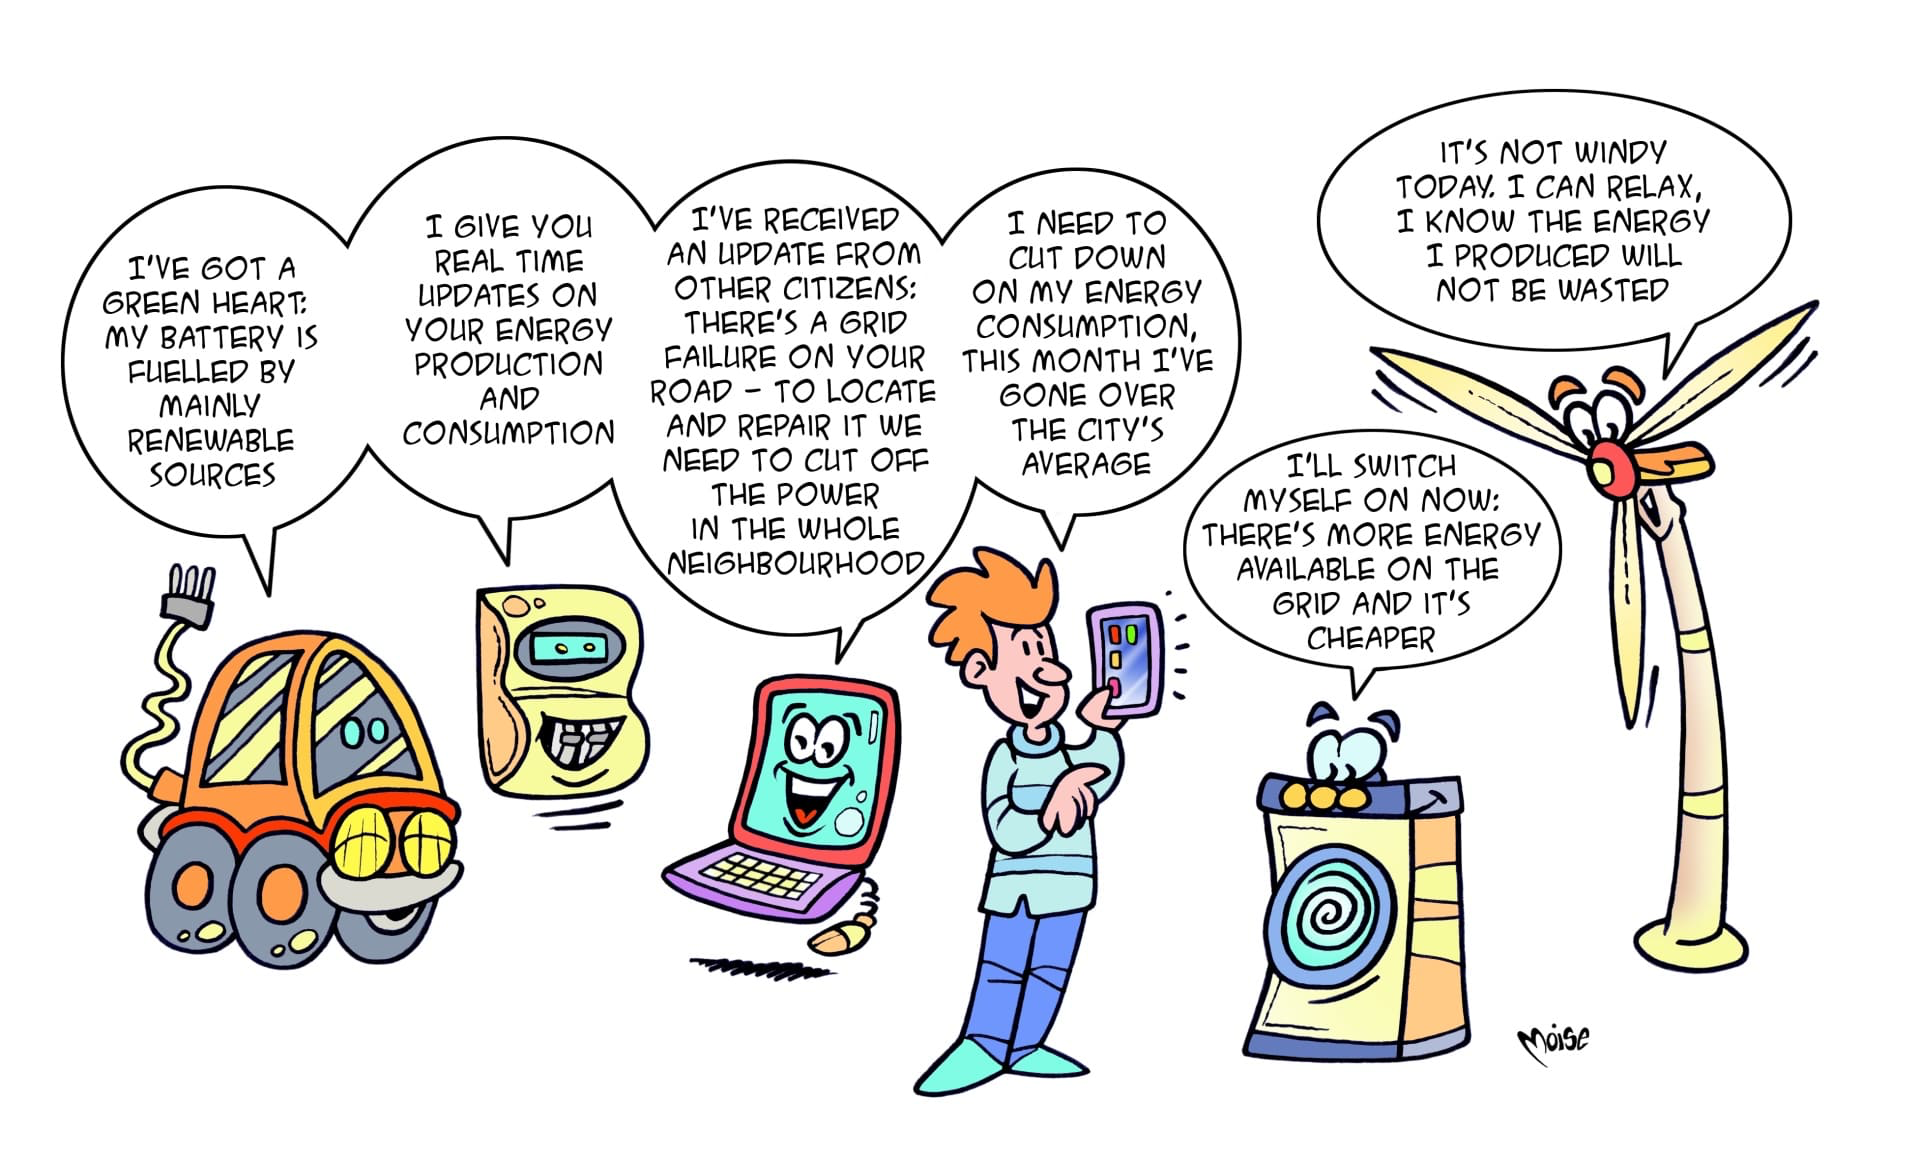 I'VE GOT A
GREEN HEART:
MY BATTERY IS
FUELLED BY
MAINLY
RENEWABLE
SOURCES
I GIVE YOU
REAL TIME
UPDATES ON
YOUR ENERGY
PRODUCTION
AND
CONSUMPTION
I'VE RECEIVED
AN UPDATE FROM
OTHER CITIZENS:
THERE'S A GRID
FAILURE ON YOUR
ROAD – TO LOCATE
AND REPAIR IT WE
NEED TO CUT OFF
THE POWER
IN THE WHOLE
NEIGHBOURHOOD
I NEED TO
CUT DOWN
ON MY ENERGY
CONSUMPTION,
THIS MONTH I'VE
GONE OVER
THE CITY'S
AVERAGE
I'LL SWITCH
MYSELF ON NOW:
THERE'S MORE ENERGY
AVAILABLE ON THE
GRID AND IT'S
CHEAPER
IT'S NOT WINDY
TODAY. I CAN RELAX,
I KNOW THE ENERGY
I PRODUCED WILL
NOT BE WASTED
Moise